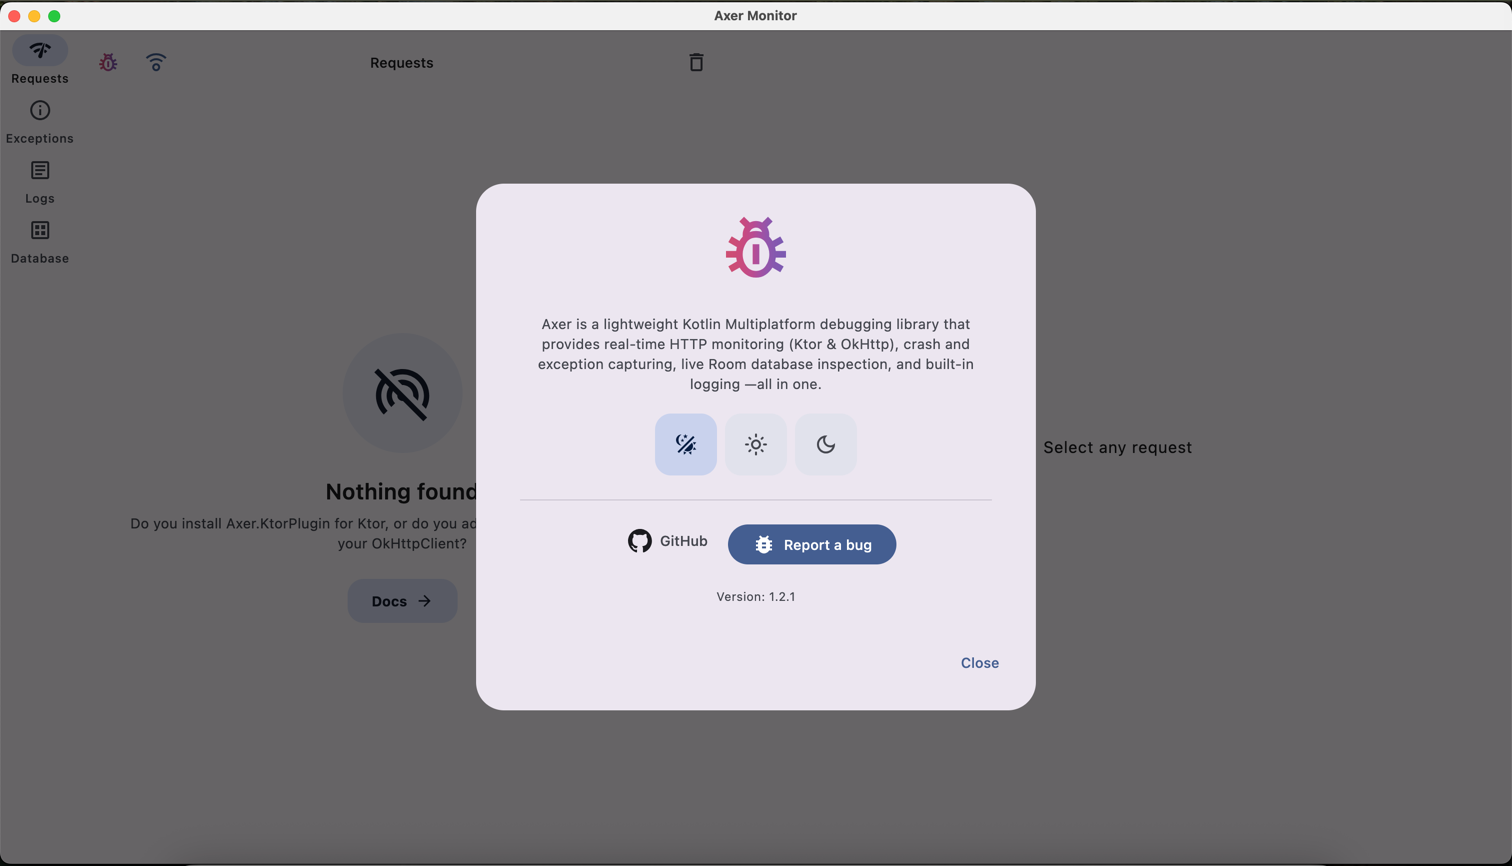 Axer Monitor
Requests
Requests
Exceptions
Logs
Database
Nothing found
Do you install Axer.KtorPlugin for Ktor, or do you ad
your OkHttpClient?
Docs
Axer is a lightweight Kotlin Multiplatform debugging library that
provides real-time HTTP monitoring (Ktor & OkHttp), crash and
exception capturing, live Room database inspection, and built-in
logging —all in one.
GitHub
Report a bug
Version: 1.2.1
Close
Select any request